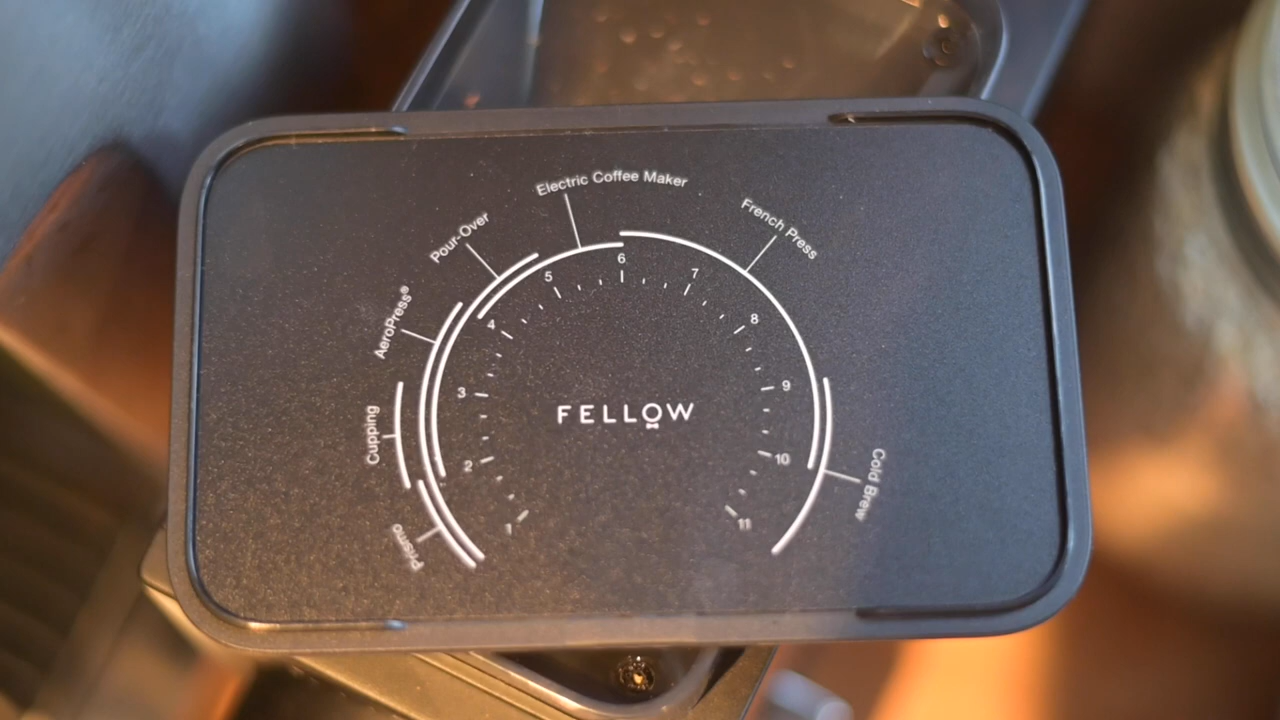 Electric Coffee Maker
French Press
Pour-Over
AeroPress®
Cupping
Prismo
Cold Brew
1
2
3
4
5
6
7
8
9
10
11
FELLOW